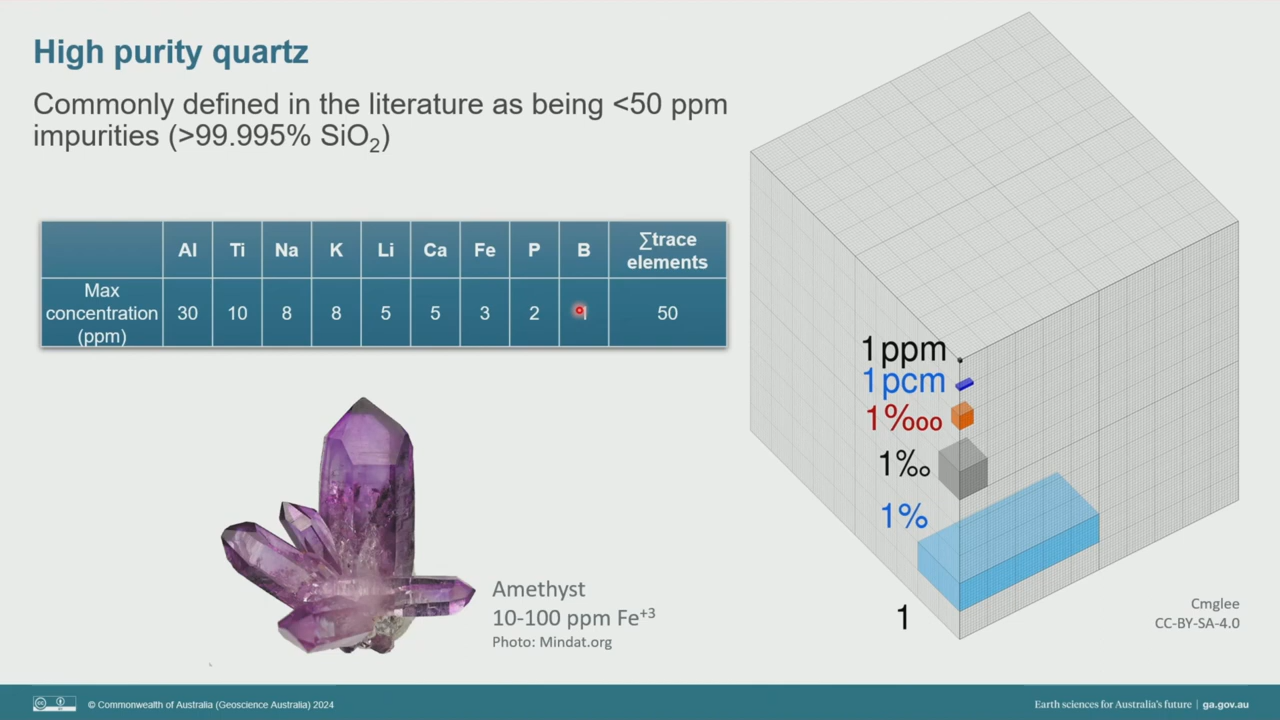 High purity quartz
Commonly defined in the literature as being <50 ppm
impurities (>99.995% SiO₂)
Al Ti Na K Li Ca Fe P B ∑trace elements
Max concentration (ppm) 30 10 8 8 5 5 3 2 1 50
1 ppm
1 pcm
1‱
1‰
1%
1
Amethyst
10-100 ppm Fe⁺³
Photo: Mindat.org
Cmglee
CC-BY-SA-4.0
© Commonwealth of Australia (Geoscience Australia) 2024
Earth sciences for Australia's future | ga.gov.au